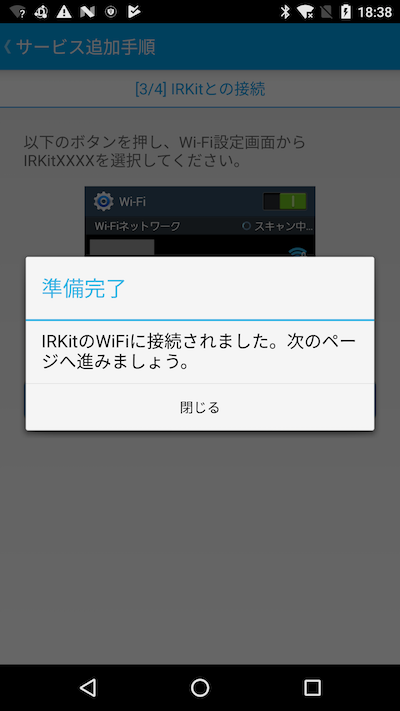 18:38
《 サービス追加手順
[3/4] IRKitとの接続
以下のボタンを押し、Wi-Fi設定画面から
IRKitXXXXを選択してください。
Wi-Fi
Wi-Fiネットワーク スキャン中...
準備完了
IRKitのWiFiに接続されました。次のペー
ジへ進みましょう。
閉じる